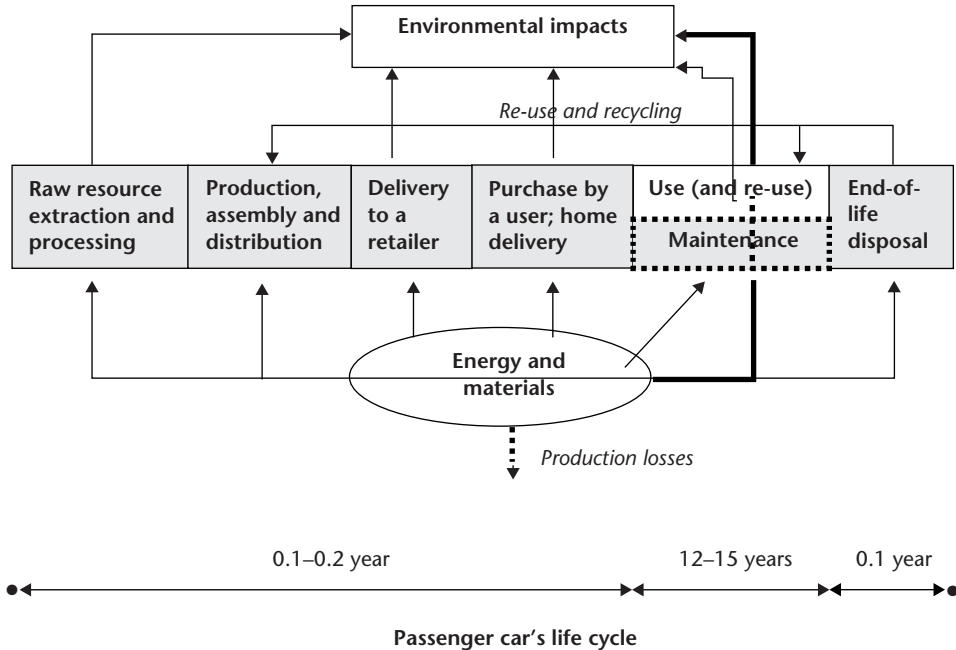 Environmental impacts
Re-use and recycling
Raw resource
extraction and
processing
Production,
assembly and
distribution
Delivery
to a
retailer
Purchase by
a user; home
delivery
Use (and re-use)
Maintenance
End-of-
life
disposal
Energy and
materials
Production losses
0.1–0.2 year
12–15 years
0.1 year
Passenger car’s life cycle